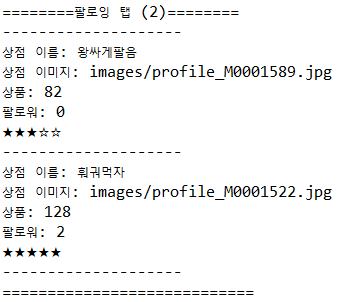 ========팔로잉 탭 (2)========
--------------------
상점 이름: 왕싸게팔음
상점 이미지: images/profile_M0001589.jpg
상품: 82
팔로워: 0
★★★☆☆
--------------------
상점 이름: 훠궈먹자
상점 이미지: images/profile_M0001522.jpg
상품: 128
팔로워: 2
★★★★★
--------------------
============================